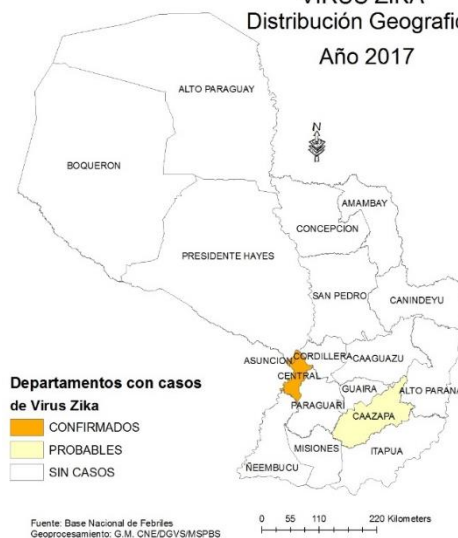 VIRUS ZIKA
Distribución Geografic
Año 2017
ALTO PARAGUAY
N
BOQUERON
AMAMBAY
CONCEPCION
PRESIDENTE HAYES
SAN PEDRO
CANINDEYU
ASUNCION
CORDILLERA
CAAGUAZU
CENTRAL
GUAIRA
ALTO PARANA
PARAGUARI
CAAZAPA
MISIONES
ITAPUA
ÑEEMBUCU
Departamentos con casos
de Virus Zika
CONFIRMADOS
PROBABLES
SIN CASOS
Fuente: Base Nacional de Febriles
Geoprocesamiento: G.M. CNE/DGVS/MSPBS
0 55 110 220 Kilometers